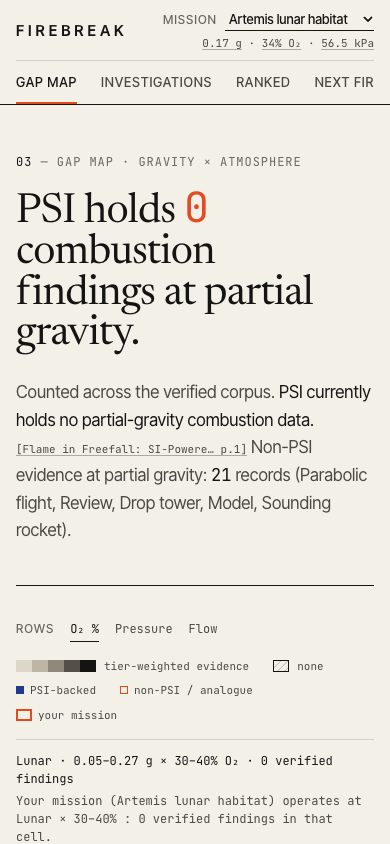 FIREBREAK
MISSION Artemis lunar habitat
0.17 g · 34% O₂ · 56.5 kPa
GAP MAP INVESTIGATIONS RANKED NEXT FIR
03 — GAP MAP · GRAVITY × ATMOSPHERE
PSI holds 0
combustion
findings at partial
gravity.
Counted across the verified corpus. PSI currently
holds no partial-gravity combustion data.
[Flame in Freefall: SI-Powere… p.1] Non-PSI
evidence at partial gravity: 21 records (Parabolic
flight, Review, Drop tower, Model, Sounding
rocket).
ROWS O₂ % Pressure Flow
tier-weighted evidence none
PSI-backed non-PSI / analogue
your mission
Lunar · 0.05–0.27 g × 30–40% O₂ · 0 verified
findings
Your mission (Artemis lunar habitat) operates at
Lunar × 30–40% : 0 verified findings in that
cell.